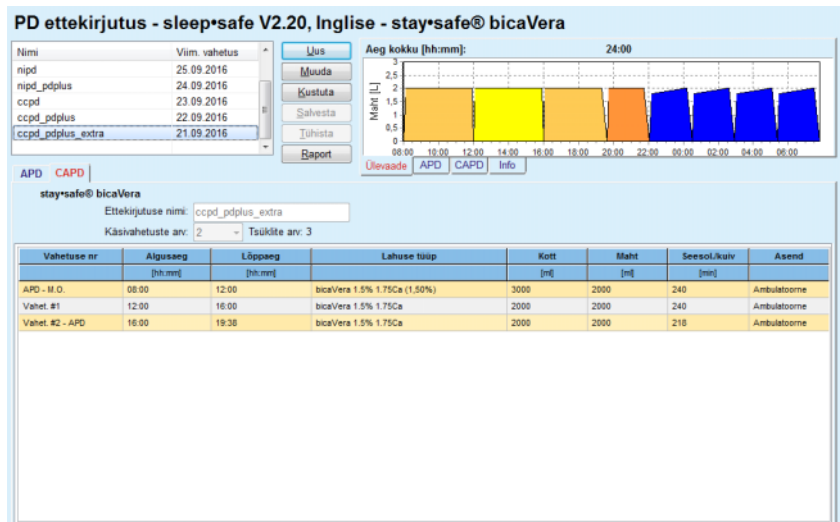 PD ettekirjutus - sleep•safe V2.20, Inglise - stay•safe® bicaVera
Nimi Viim. vahetus
nipd 25.09.2016
nipd_pdplus 24.09.2016
ccpd 23.09.2016
ccpd_pdplus 22.09.2016
ccpd_pdplus_extra 21.09.2016
Uus
Muuda
Kustuta
Salvesta
Tühista
Raport
Aeg kokku [hh:mm]: 24:00
Maht [L]
3
2,5
2
1,5
1
0,5
0
08:00 10:00 12:00 14:00 16:00 18:00 20:00 22:00 00:00 02:00 04:00 06:00
Ülevaade APD CAPD Info
APD CAPD
stay•safe® bicaVera
Ettekirjutuse nimi: ccpd_pdplus_extra
Käsivahetuste arv: 2 Tsüklite arv: 3
Vahetuse nr Algusaeg Lõppaeg Lahuse tüüp Kott Maht Seesol./kuiv Asend
[hh:mm] [hh:mm] [ml] [ml] [min]
APD - M.O. 08:00 12:00 bicaVera 1.5% 1.75Ca (1,50%) 3000 2000 240 Ambulatoorne
Vahet. #1 12:00 16:00 bicaVera 1.5% 1.75Ca 2000 2000 240 Ambulatoorne
Vahet. #2 - APD 16:00 19:38 bicaVera 1.5% 1.75Ca 2000 2000 218 Ambulatoorne